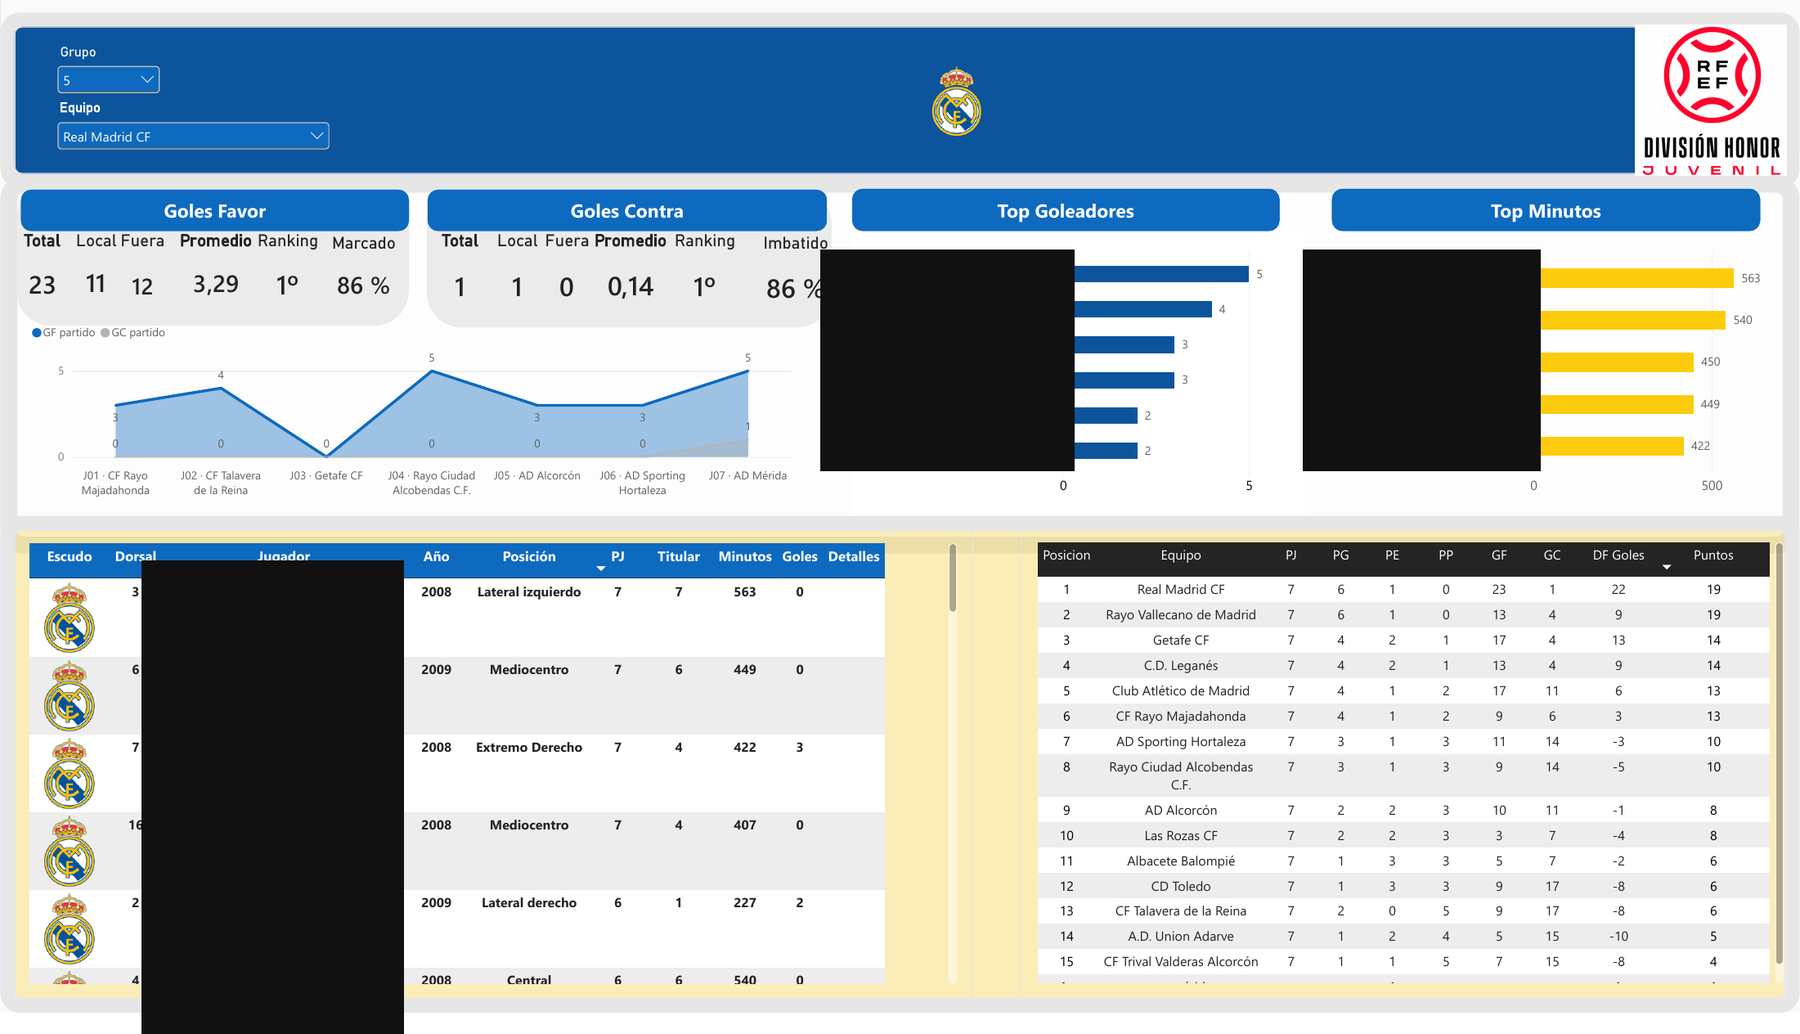 Grupo
5
Equipo
Real Madrid CF
RF
EF
DIVISIÓN HONOR
JUVENIL
Goles Favor
Total Local Fuera Promedio Ranking Marcado
23 11 12 3,29 1º 86 %
Goles Contra
Total Local Fuera Promedio Ranking Imbatido
1 1 0 0,14 1º 86 %
GF partido GC partido
5
0
3 4 0 5 3 3 5
0 0 0 0 0 1
J01 · CF Rayo Majadahonda
J02 · CF Talavera de la Reina
J03 · Getafe CF
J04 · Rayo Ciudad Alcobendas C.F.
J05 · AD Alcorcón
J06 · AD Sporting Hortaleza
J07 · AD Mérida
Top Goleadores
5
4
3
3
2
2
0 5
Top Minutos
563
540
450
449
422
0 500
Escudo Dorsal Jugador Año Posición PJ Titular Minutos Goles Detalles
3 2008 Lateral izquierdo 7 7 563 0
6 2009 Mediocentro 7 6 449 0
7 2008 Extremo Derecho 7 4 422 3
16 2008 Mediocentro 7 4 407 0
2 2009 Lateral derecho 6 1 227 2
4 2008 Central 6 6 540 0
Posicion Equipo PJ PG PE PP GF GC DF Goles Puntos
1 Real Madrid CF 7 6 1 0 23 1 22 19
2 Rayo Vallecano de Madrid 7 6 1 0 13 4 9 19
3 Getafe CF 7 4 2 1 17 4 13 14
4 C.D. Leganés 7 4 2 1 13 4 9 14
5 Club Atlético de Madrid 7 4 1 2 17 11 6 13
6 CF Rayo Majadahonda 7 4 1 2 9 6 3 13
7 AD Sporting Hortaleza 7 3 1 3 11 14 -3 10
8 Rayo Ciudad Alcobendas C.F. 7 3 1 3 9 14 -5 10
9 AD Alcorcón 7 2 2 3 10 11 -1 8
10 Las Rozas CF 7 2 2 3 3 7 -4 8
11 Albacete Balompié 7 1 3 3 5 7 -2 6
12 CD Toledo 7 1 3 3 9 17 -8 6
13 CF Talavera de la Reina 7 2 0 5 9 17 -8 6
14 A.D. Union Adarve 7 1 2 4 5 15 -10 5
15 CF Trival Valderas Alcorcón 7 1 1 5 7 15 -8 4